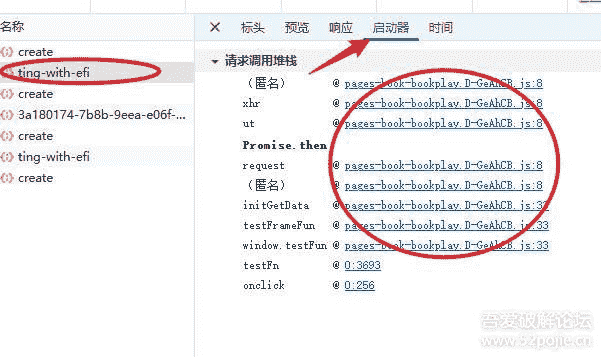 名称
create
ting-with-efi
create
3a180174-7b8b-9eea-e06f-...
create
ting-with-efi
create
标头 预览 响应 启动器 时间
请求调用堆栈
（匿名） @ pages-book-bookplay.D-GeAhCB.js:8
xhr @ pages-book-bookplay.D-GeAhCB.js:8
ut @ pages-book-bookplay.D-GeAhCB.js:8
Promise.then
request @ pages-book-bookplay.D-GeAhCB.js:8
（匿名） @ pages-book-bookplay.D-GeAhCB.js:8
initGetData @ pages-book-bookplay.D-GeAhCB.js:33
testFrameFun @ pages-book-bookplay.D-GeAhCB.js:33
window.testFun @ pages-book-bookplay.D-GeAhCB.js:33
testFn @ 0:3693
onclick @ 0:256
吾爱破解论坛
www.52pojie.cn